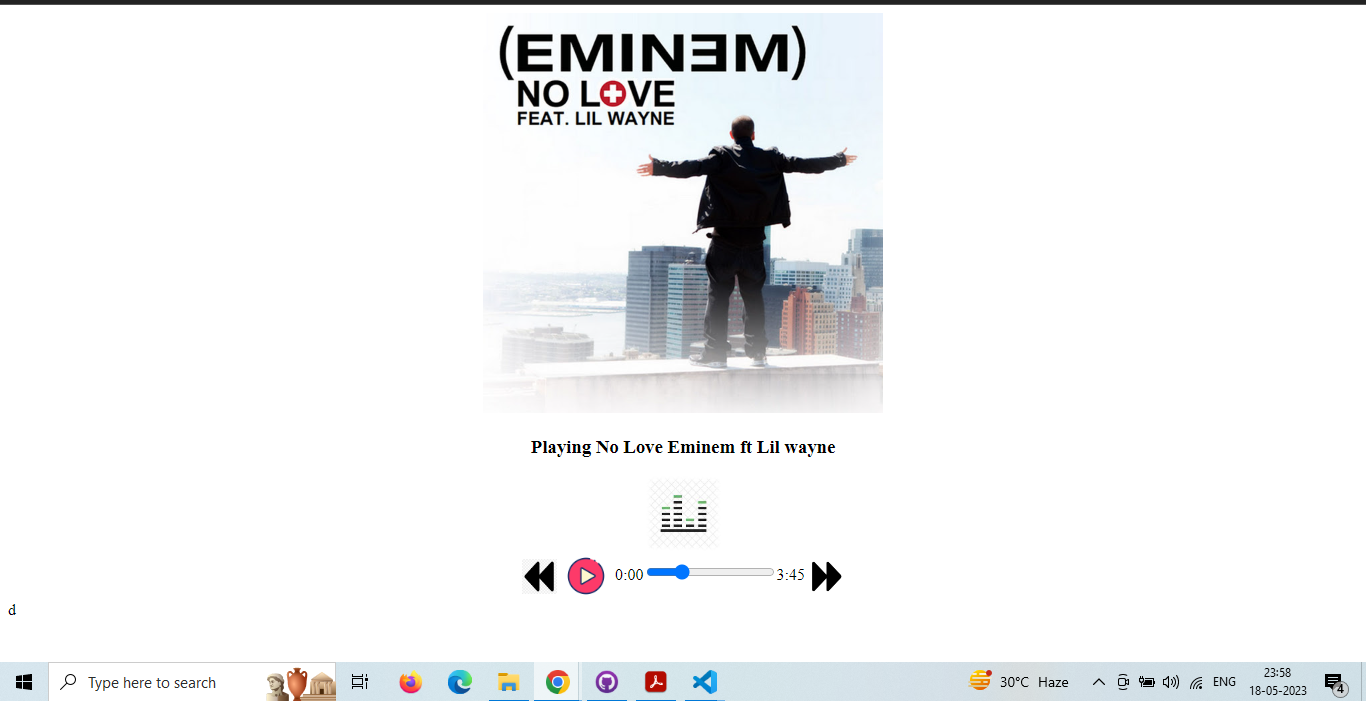 (EMINƎM)
NO LOVE
FEAT. LIL WAYNE
Playing No Love Eminem ft Lil wayne
0:00 3:45
d
Type here to search
30°C Haze
ENG
23:58
18-05-2023
4